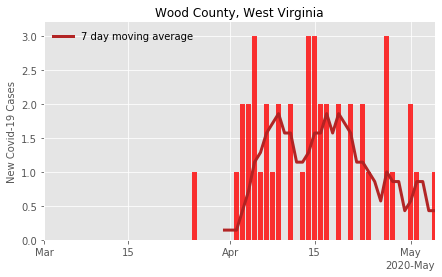 Wood County, West Virginia
7 day moving average
New Covid-19 Cases
3.0
2.5
2.0
1.5
1.0
0.5
0.0
Mar 15 Apr 15 May
2020-May